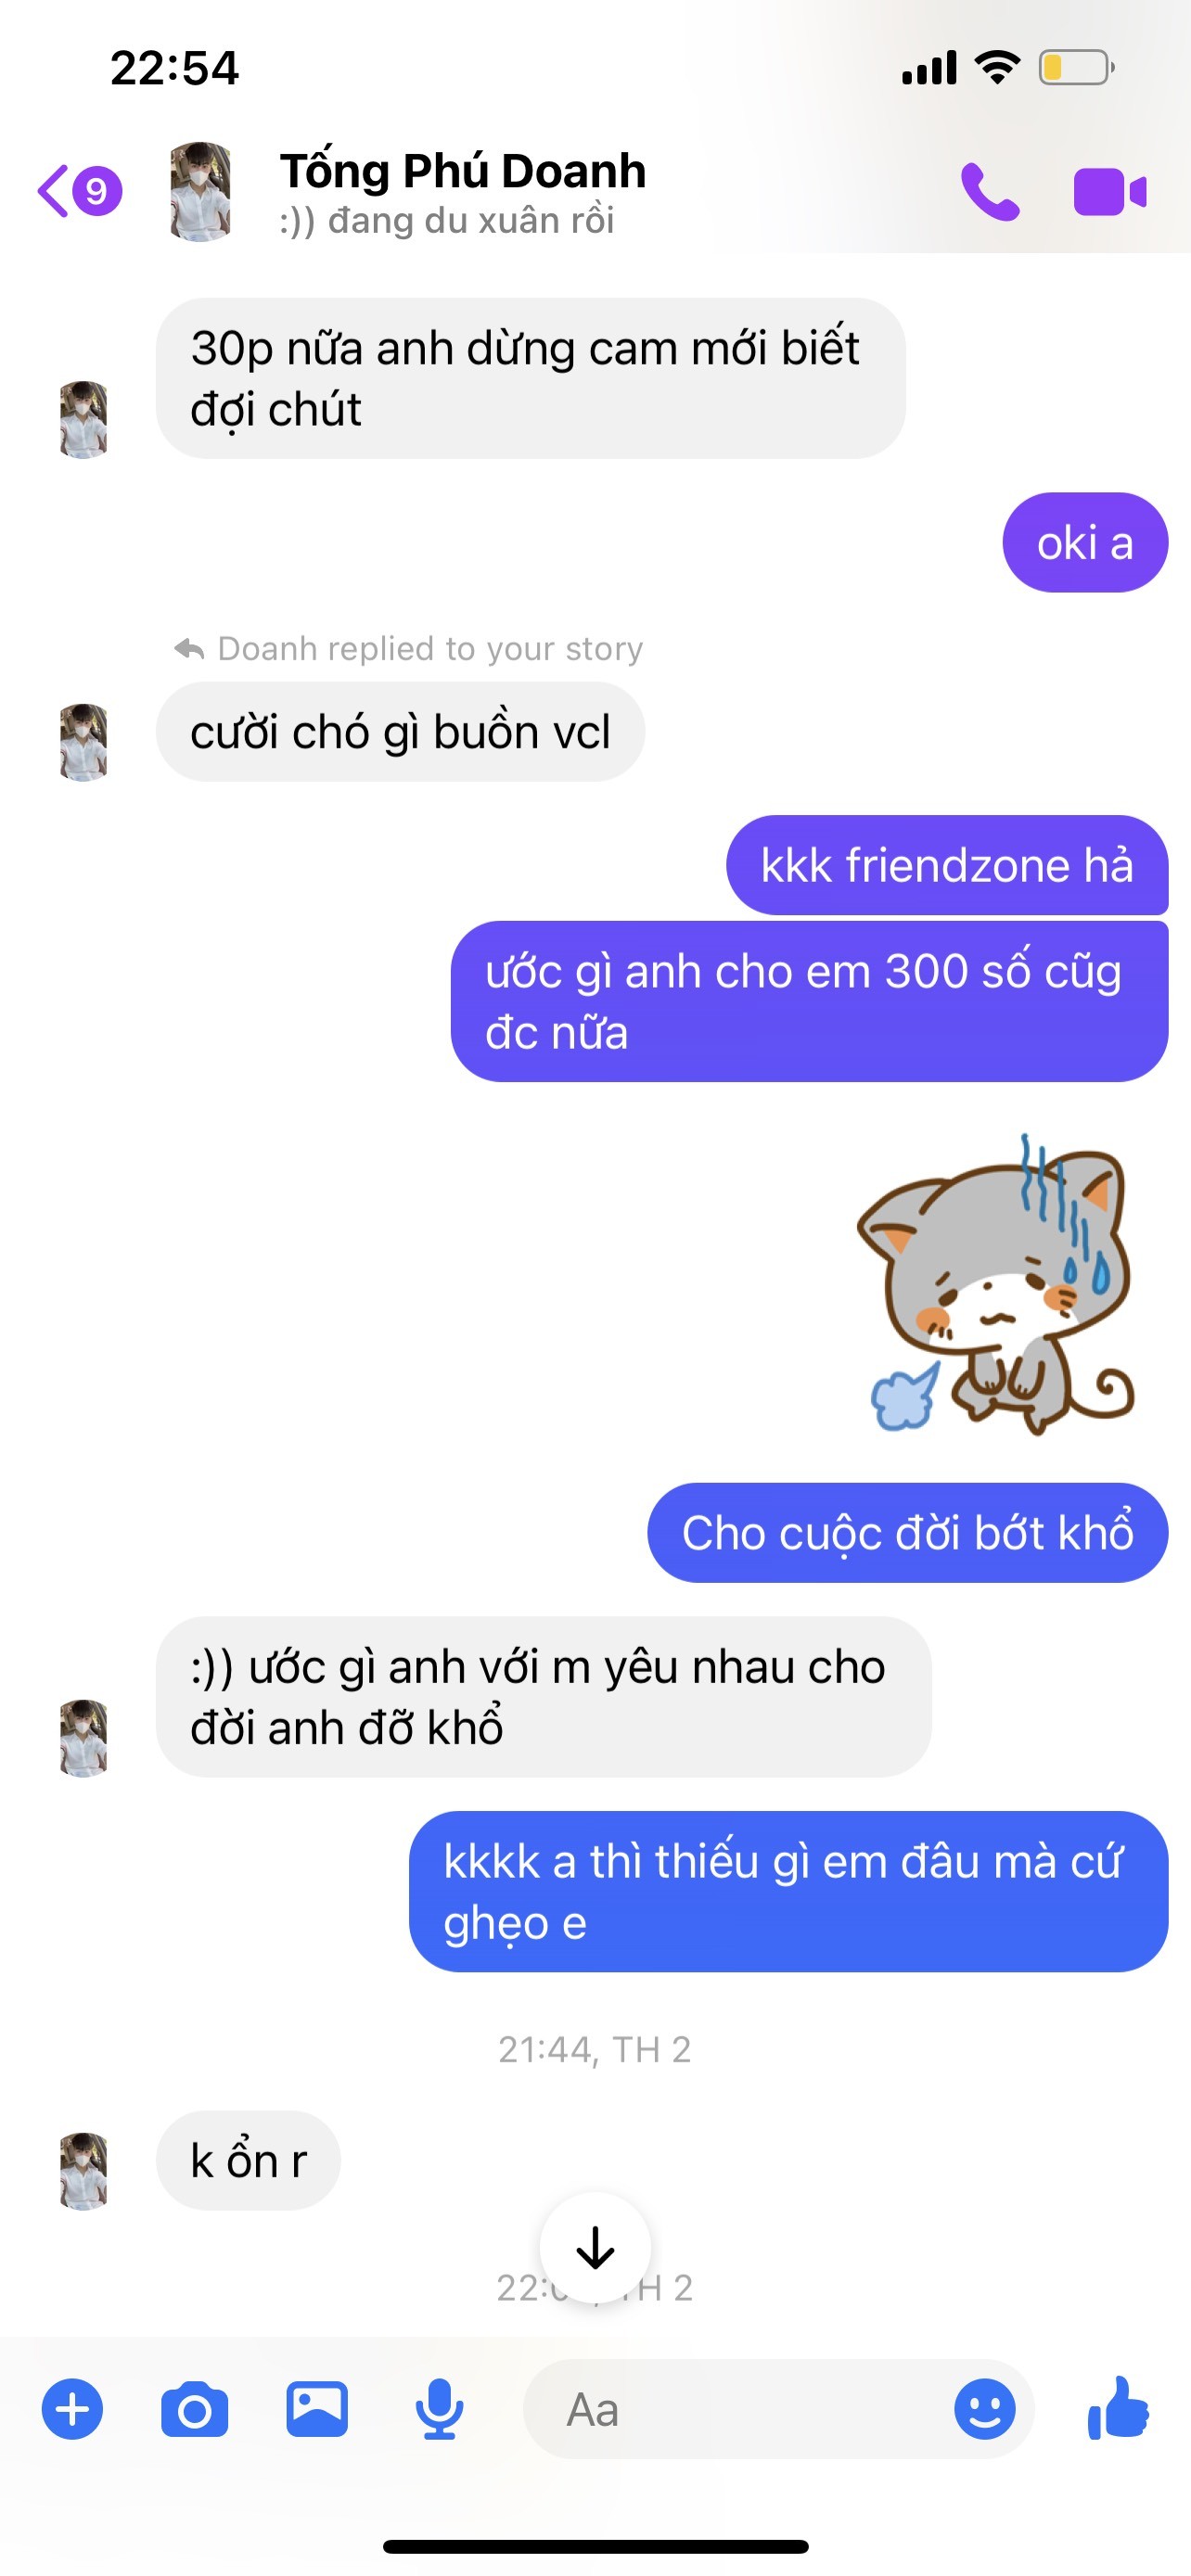 22:54
9
Tống Phú Doanh
:)) đang du xuân rồi
30p nữa anh dừng cam mới biết
đợi chút
oki a
Doanh replied to your story
cười chó gì buồn vcl
kkk friendzone hả
ước gì anh cho em 300 số cũg
đc nữa
Cho cuộc đời bớt khổ
:)) ước gì anh với m yêu nhau cho
đời anh đỡ khổ
kkkk a thì thiếu gì em đâu mà cứ
ghẹo e
21:44, TH 2
k ổn r
TH 2
Aa